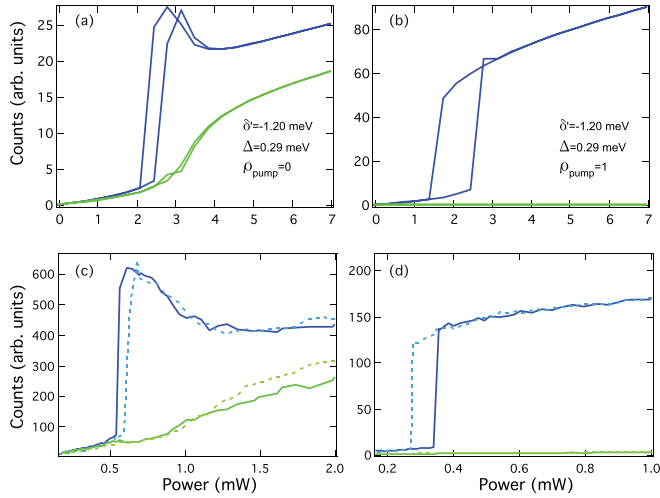 (a)
Counts (arb. units)
25
20
15
10
5
0
δ'=-1.20 meV
Δ=0.29 meV
ρpump=0
0 1 2 3 4 5 6 7
(b)
80
60
40
20
0
δ'=-1.20 meV
Δ=0.29 meV
ρpump=1
0 1 2 3 4 5 6 7
(c)
Counts (arb. units)
600
500
400
300
200
100
0.5 1.0 1.5 2.0
Power (mW)
(d)
200
150
100
50
0
0.2 0.4 0.6 0.8 1.0
Power (mW)